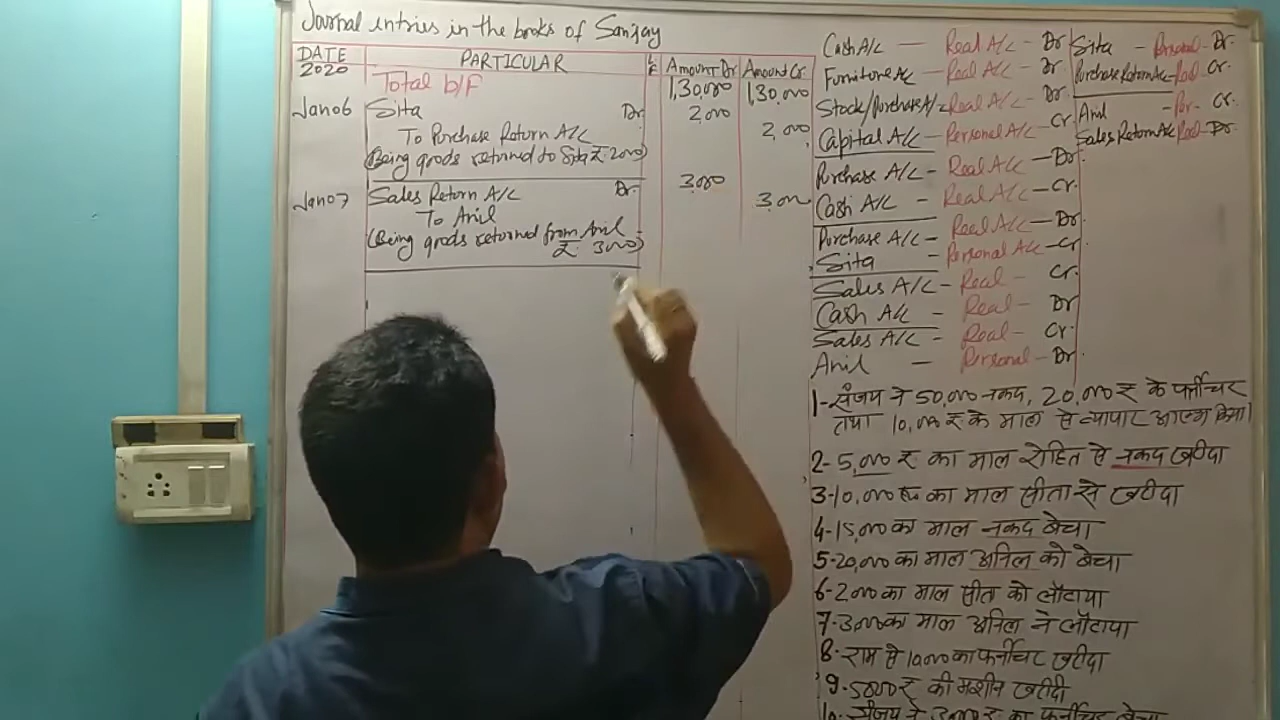 Journal entries in the books of Sanjay
DATE PARTICULAR L F Amount Dr Amount Cr.
2020 Total b/F 1,30,000 1,30,000
Jan 06 Sita Dr. 2,000
To Purchase Return A/C 2,000
(Being goods returned to Sita ₹ 2000)
Jan 07 Sales Return A/C Dr. 3,000
To Anil 3,000
(Being goods returned from Anil
₹ 3000)
Cash A/C — Real A/C - Dr
Furniture A/C — Real A/C - Dr
Stock/Purchase A/C - Real A/C - Dr.
Capital A/C - Personal A/C - Cr
Purchase A/C - Real A/C - Dr
Cash A/C - Real A/C - Cr.
Purchase A/C - Real A/C - Dr
Sita - Personal A/C - Cr.
Sales A/C - Real - Cr.
Cash A/C - Real - Dr
Sales A/C - Real - Cr.
Anil — Personal - Dr.
Sita - Personal - Dr.
Purchase Return A/C - Real - Cr.
Anil - Per - Cr.
Sales Return A/C Real - Dr.
1- संजय ने 50,000 नकद, 20,000 ₹ के फर्नीचर
तथा 10,000 ₹ के माल से व्यापार आरम्भ किया।
2- 5,000 ₹ का माल रोहित से नकद खरीदा
3- 10,000 ₹ का माल सीता से खरीदा
4- 15,000 का माल नकद बेचा
5- 20,000 का माल अनिल को बेचा
6- 2000 का माल सीता को लौटाया
7- 3000 का माल अनिल ने लौटाया
8- राम से 10000 का फर्नीचर खरीदा
9- 5000 ₹ की मशीन खरीदी
10- संजय ने 3000 ₹ का फर्नीचर बेचा